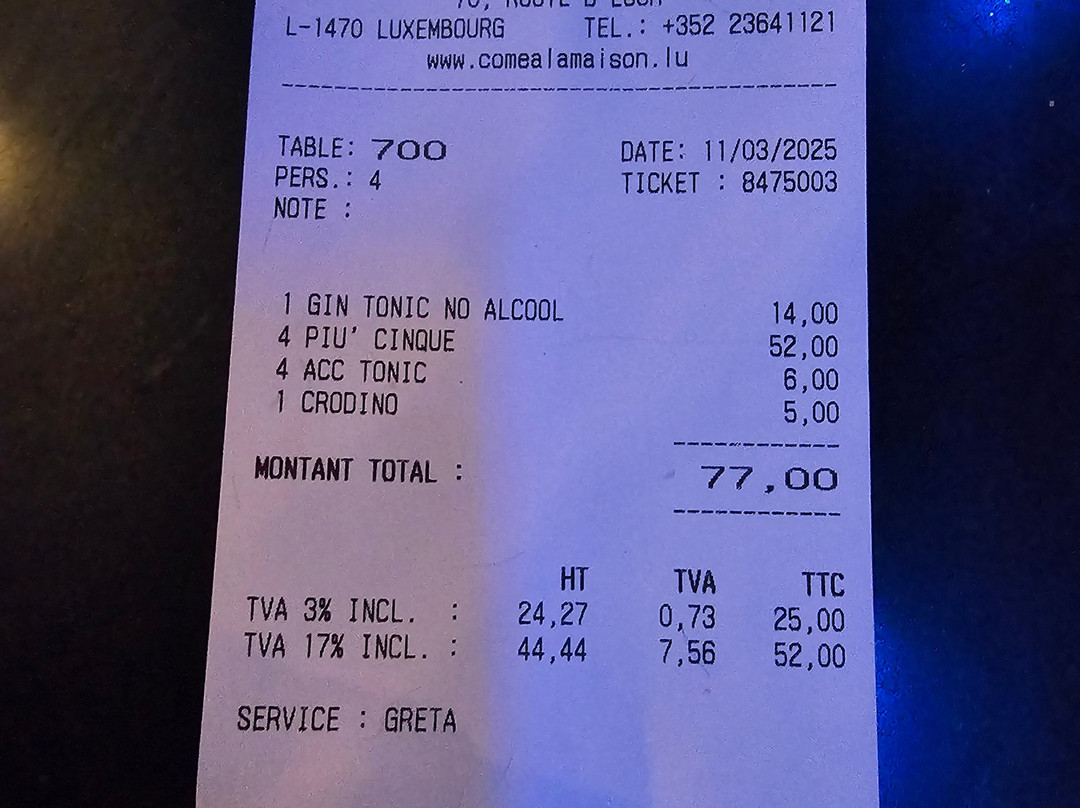 L-1470 LUXEMBOURG TEL.: +352 23641121
www.comealamaison.lu
TABLE: 700 DATE: 11/03/2025
PERS.: 4 TICKET : 8475003
NOTE :
1 GIN TONIC NO ALCOOL 14,00
4 PIU' CINQUE 52,00
4 ACC TONIC 6,00
1 CRODINO 5,00
MONTANT TOTAL : 77,00
HT TVA TTC
TVA 3% INCL. : 24,27 0,73 25,00
TVA 17% INCL. : 44,44 7,56 52,00
SERVICE : GRETA